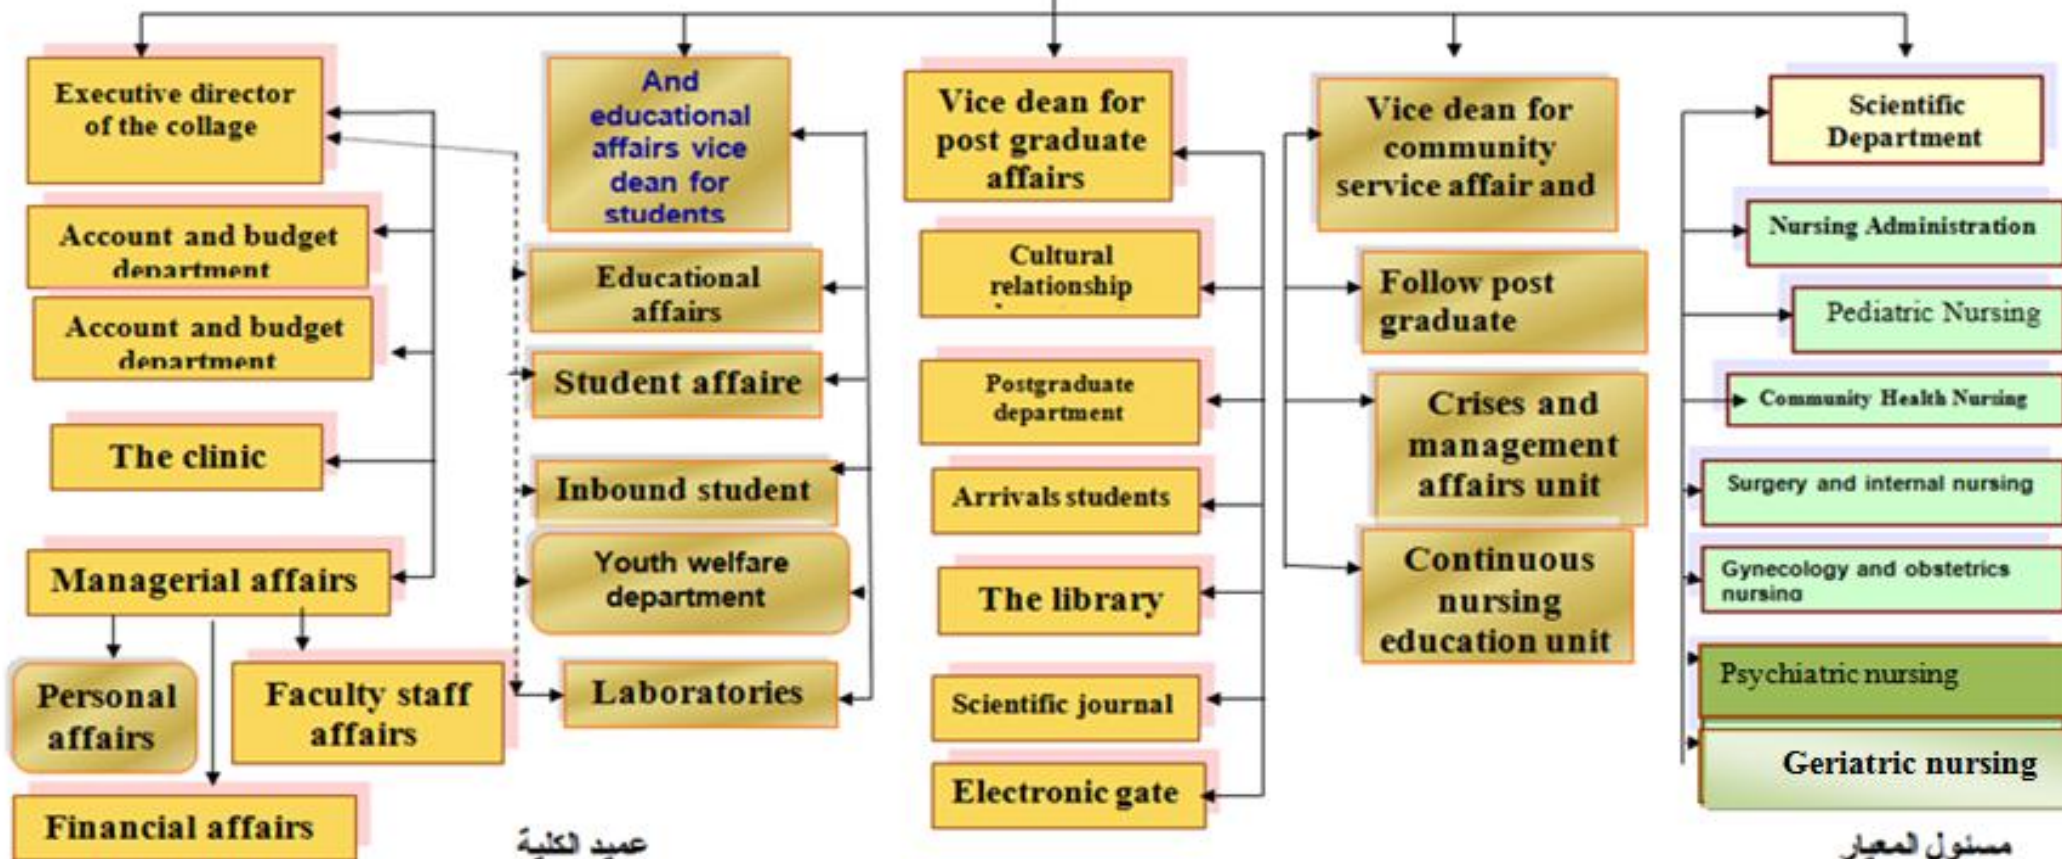 Executive director
of the collage
Account and budget
department
Account and budget
department
The clinic
Managerial affairs
Personal
affairs
Faculty staff
affairs
Financial affairs
And
educational
affairs vice
dean for
students
Educational
affairs
Student affaire
Inbound student
Youth welfare
department
Laboratories
Vice dean for
post graduate
affairs
Cultural
relationship
Postgraduate
department
Arrivals students
The library
Scientific journal
Electronic gate
Vice dean for
community
service affair and
Follow post
graduate
Crises and
management
affairs unit
Continuous
nursing
education unit
Scientific
Department
Nursing Administration
Pediatric Nursing
Community Health Nursing
Surgery and internal nursing
Gynecology and obstetrics
nursing
Psychiatric nursing
Geriatric nursing
عميد الكلية
مسئول المعيار